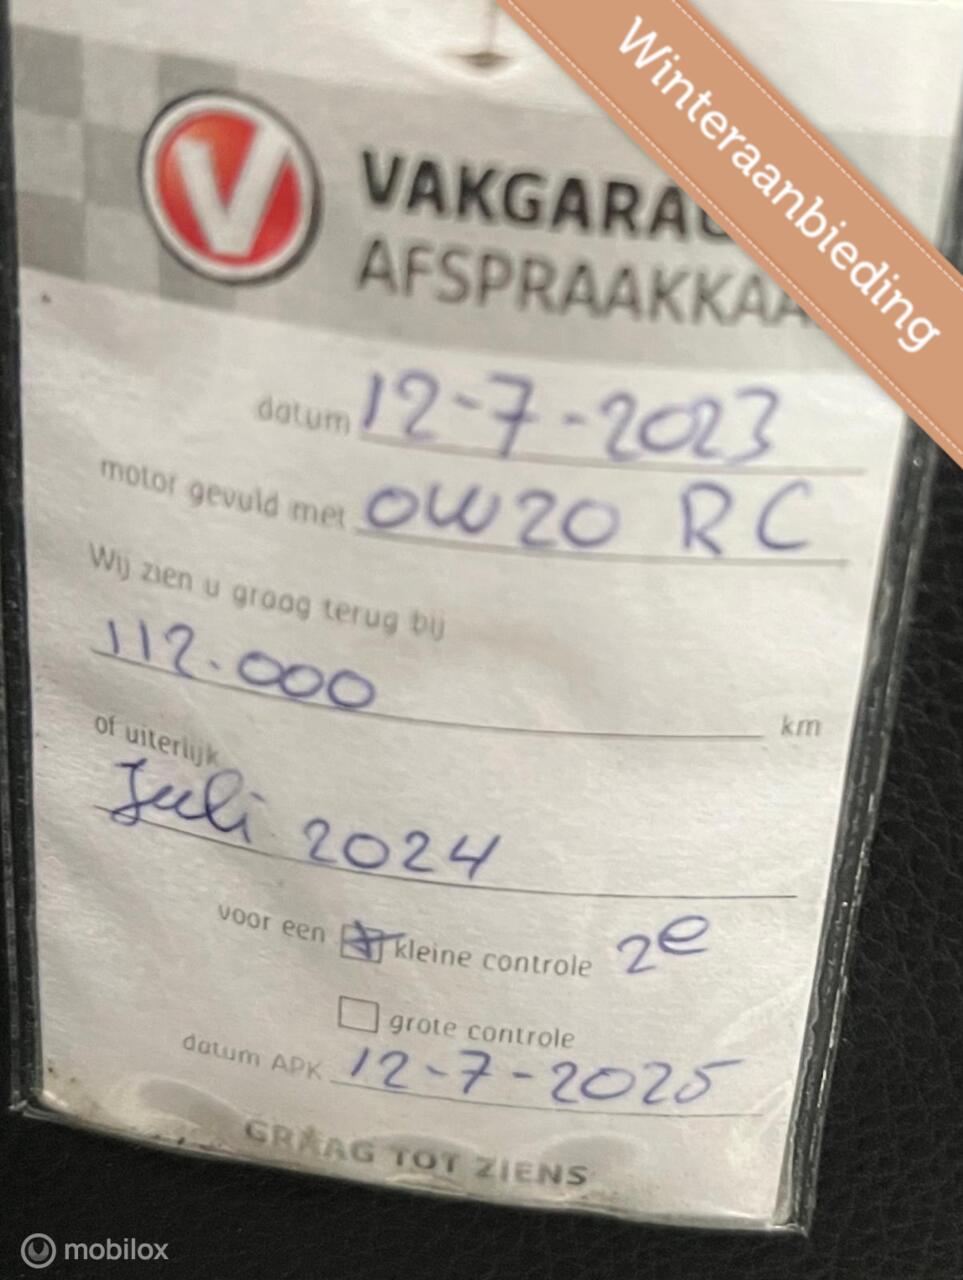 Winteraanbieding
V
VAKGARAG
AFSPRAAKKAA
datum 12-7-2023
motor gevuld met 0W20 RC
Wij zien u graag terug bij
112.000 km
of uiterlijk
Juli 2024
voor een kleine controle 2e
grote controle
datum APK 12-7-2025
GRAAG TOT ZIENS
mobilox